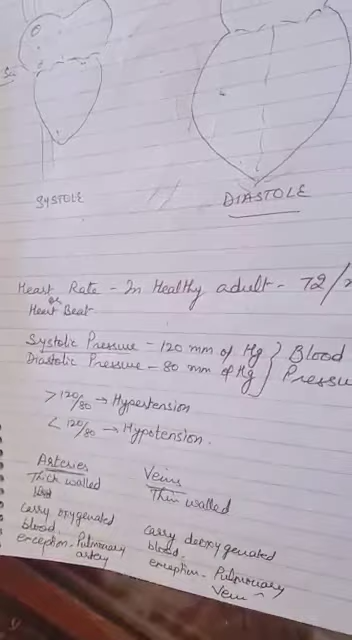 SYSTOLE
DIASTOLE
Heart Rate - In Healthy adult - 72/
or
Heart Beat
Systolic Pressure - 120 mm of Hg } Blood
Diastolic Pressure - 80 mm of Hg } Pressu
> 120/80 → Hypertension
< 120/80 → Hypotension.
Arteries
Thick walled
carry oxygenated
blood.
exception - Pulmonary
artery
Veins
Thin walled
carry deoxygenated
blood.
exception - Pulmonary
Vein